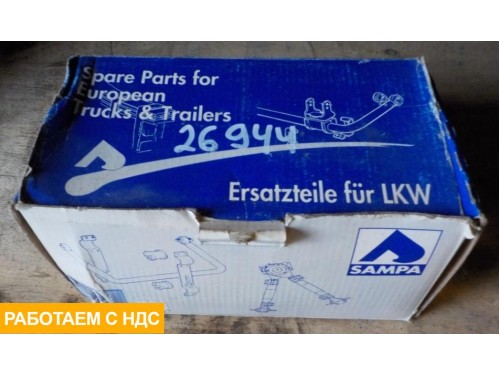 Spare Parts for
European
Trucks & Trailers
26944
Ersatzteile für LKW
SAMPA
РАБОТАЕМ С НДС